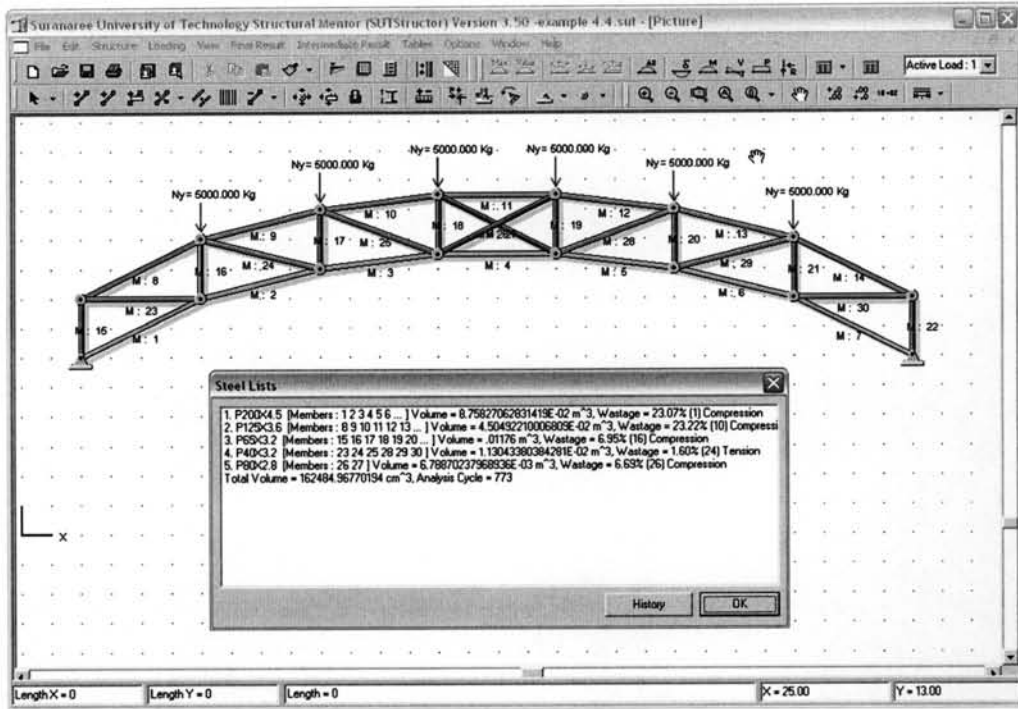 Suranaree University of Technology Structural Mentor (SUTStructor) Version 3.50 -example 4.4.sut - [Picture]
File Edit Structure Loading View Final Result Intermediate Result Tables Options Window Help
Active Load : 1
Ny= 5000.000 Kg Ny= 5000.000 Kg
Ny= 5000.000 Kg Ny= 5000.000 Kg
Ny= 5000.000 Kg Ny= 5000.000 Kg
M : 11
M : 10 M : 12
M : 9 M : 18 M : 19 M : 13
M : 17 M : 25 M : 28 M : 20
M : 24 M : 3 M : 4 M : 5 M : 29
M : 8 M : 16 M : 21 M : 14
M : 23 M : 2 M : 6 M : 30
M : 15 M : 1 M : 7 M : 22
Steel Lists
1. P200X4.5 [Members : 1 2 3 4 5 6 ... ] Volume = 8.75827062831419E-02 m^3, Wastage = 23.07% (1) Compression
2. P125X3.6 [Members : 8 9 10 11 12 13 ... ] Volume = 4.50492210006809E-02 m^3, Wastage = 23.22% (10) Compressi
3. P65X3.2 [Members : 15 16 17 18 19 20 ... ] Volume = .01176 m^3, Wastage = 6.95% (16) Compression
4. P40X3.2 [Members : 23 24 25 28 29 30 ] Volume = 1.13043380384281E-02 m^3, Wastage = 1.60% (24) Tension
5. P80X2.8 [Members : 26 27 ] Volume = 6.78870237968936E-03 m^3, Wastage = 6.69% (26) Compression
Total Volume = 162484.96770194 cm^3, Analysis Cycle = 773
History OK
X
Length X = 0 Length Y = 0 Length = 0 X = 25.00 Y = 13.00